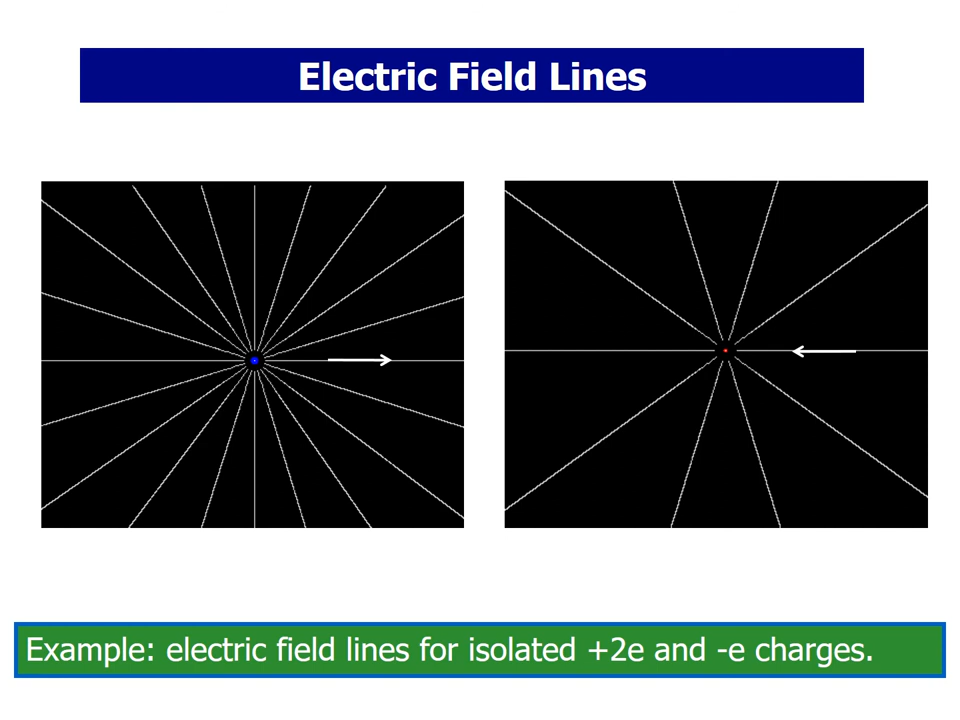 Electric Field Lines
Example: electric field lines for isolated +2e and -e charges.